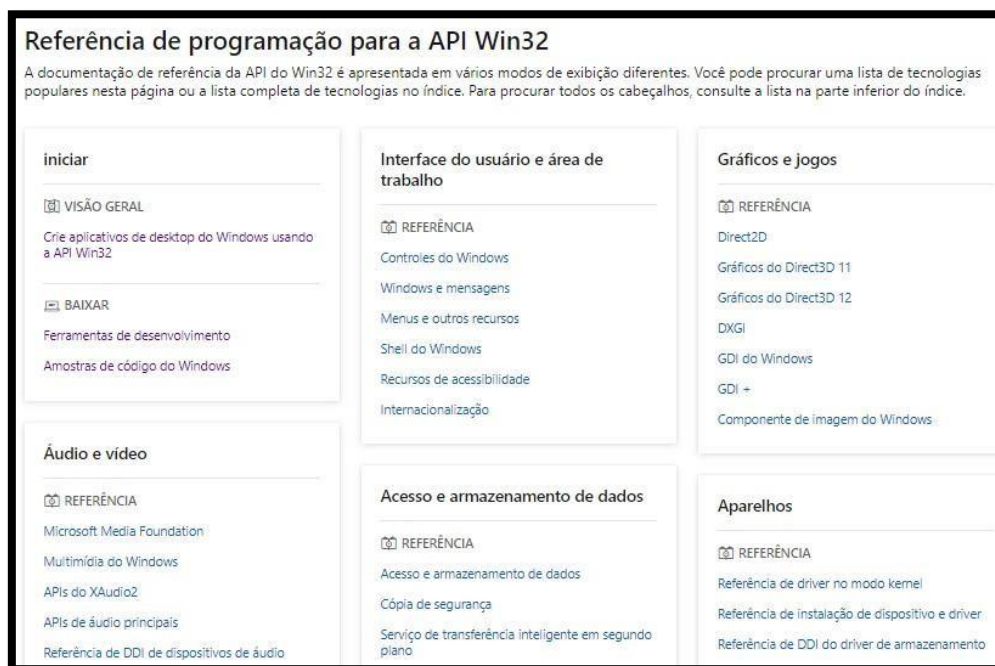 Referência de programação para a API Win32
A documentação de referência da API do Win32 é apresentada em vários modos de exibição diferentes. Você pode procurar uma lista de tecnologias
populares nesta página ou a lista completa de tecnologias no índice. Para procurar todos os cabeçalhos, consulte a lista na parte inferior do índice.
iniciar
VISÃO GERAL
Crie aplicativos de desktop do Windows usando
a API Win32
BAIXAR
Ferramentas de desenvolvimento
Amostras de código do Windows
Áudio e vídeo
REFERÊNCIA
Microsoft Media Foundation
Multimídia do Windows
APIs do XAudio2
APIs de áudio principais
Referência de DDI de dispositivos de áudio
Interface do usuário e área de
trabalho
REFERÊNCIA
Controles do Windows
Windows e mensagens
Menus e outros recursos
Shell do Windows
Recursos de acessibilidade
Internacionalização
Acesso e armazenamento de dados
REFERÊNCIA
Acesso e armazenamento de dados
Cópia de segurança
Serviço de transferência inteligente em segundo
plano
Gráficos e jogos
REFERÊNCIA
Direct2D
Gráficos do Direct3D 11
Gráficos do Direct3D 12
DXGI
GDI do Windows
GDI +
Componente de imagem do Windows
Aparelhos
REFERÊNCIA
Referência de driver no modo kernel
Referência de instalação de dispositivo e driver
Referência de DDI do driver de armazenamento